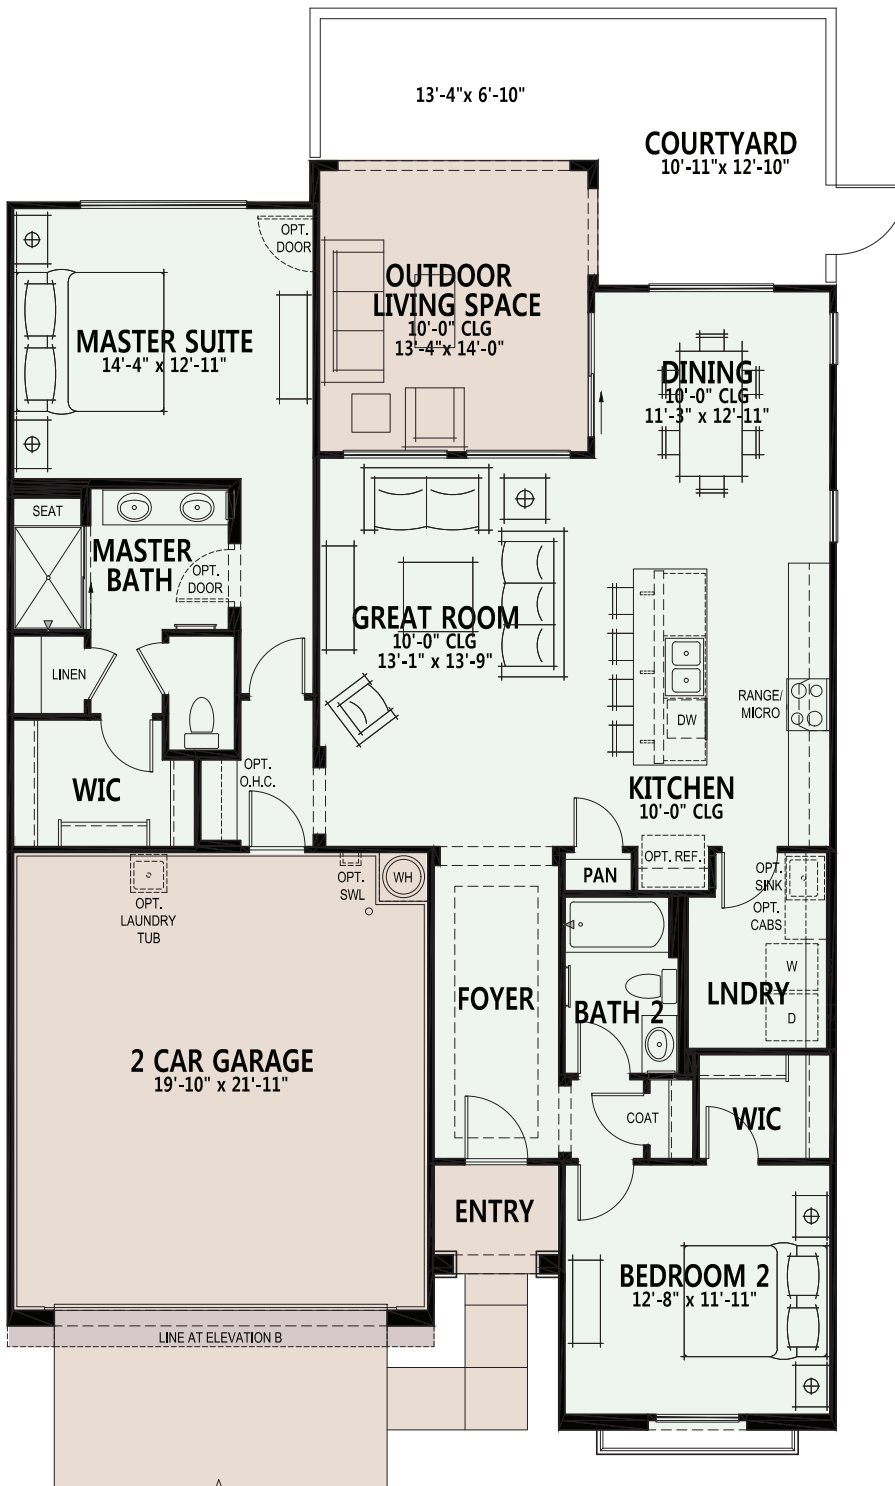 13'-4"x 6'-10"
COURTYARD
10'-11"x 12'-10"
OPT.
DOOR
OUTDOOR
LIVING SPACE
10'-0" CLG
13'-4"x 14'-0"
MASTER SUITE
14'-4" x 12'-11"
DINING
10'-0" CLG
11'-3" x 12'-11"
SEAT
MASTER
BATH
OPT.
DOOR
GREAT ROOM
10'-0" CLG
13'-1" x 13'-9"
LINEN
RANGE/
MICRO
DW
WIC
OPT.
O.H.C.
KITCHEN
10'-0" CLG
OPT. REF.
PAN
OPT.
SINK
OPT.
CABS
WH
OPT.
SWL
OPT.
LAUNDRY
TUB
W
D
LNDRY
FOYER
BATH 2
2 CAR GARAGE
19'-10" x 21'-11"
COAT
WIC
ENTRY
BEDROOM 2
12'-8" x 11'-11"
LINE AT ELEVATION B